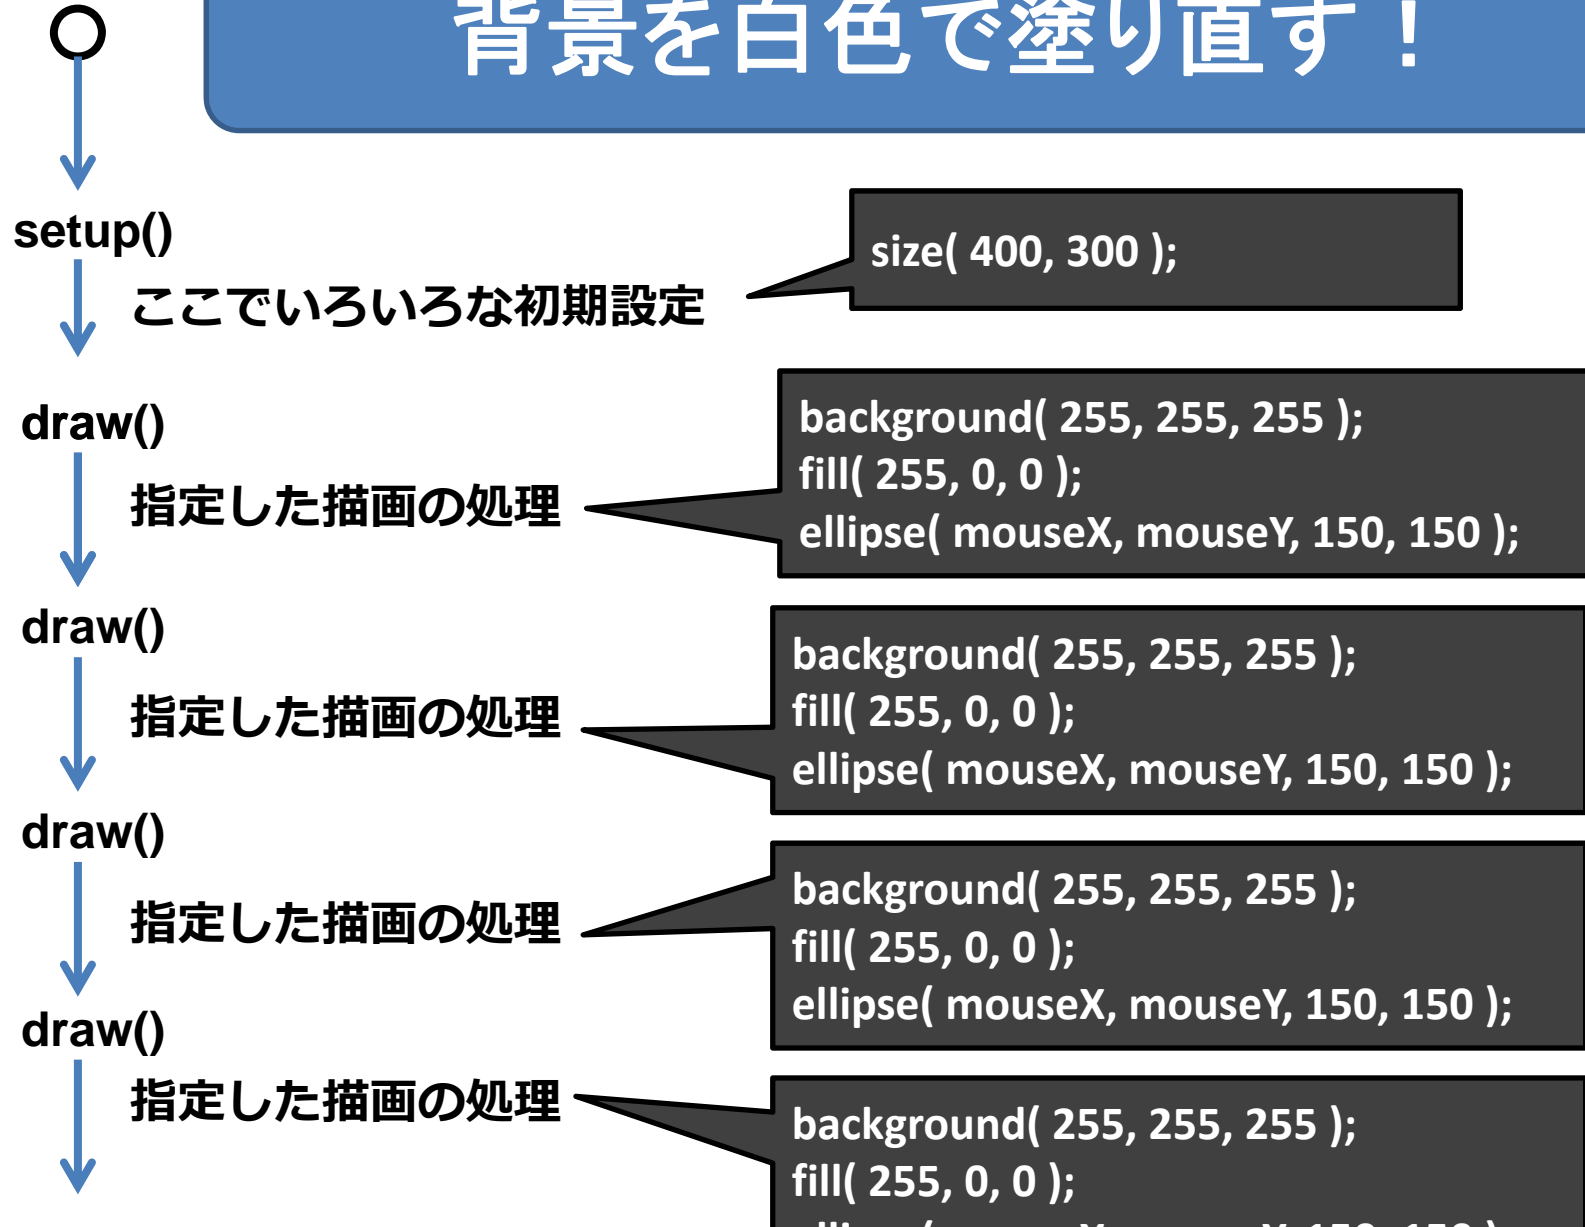 背景を白色で塗り直す！
setup()
size( 400, 300 );
ここでいろいろな初期設定
draw()
background( 255, 255, 255 );
fill( 255, 0, 0 );
ellipse( mouseX, mouseY, 150, 150 );
指定した描画の処理
draw()
background( 255, 255, 255 );
fill( 255, 0, 0 );
ellipse( mouseX, mouseY, 150, 150 );
指定した描画の処理
draw()
background( 255, 255, 255 );
fill( 255, 0, 0 );
ellipse( mouseX, mouseY, 150, 150 );
指定した描画の処理
draw()
指定した描画の処理
background( 255, 255, 255 );
fill( 255, 0, 0 );